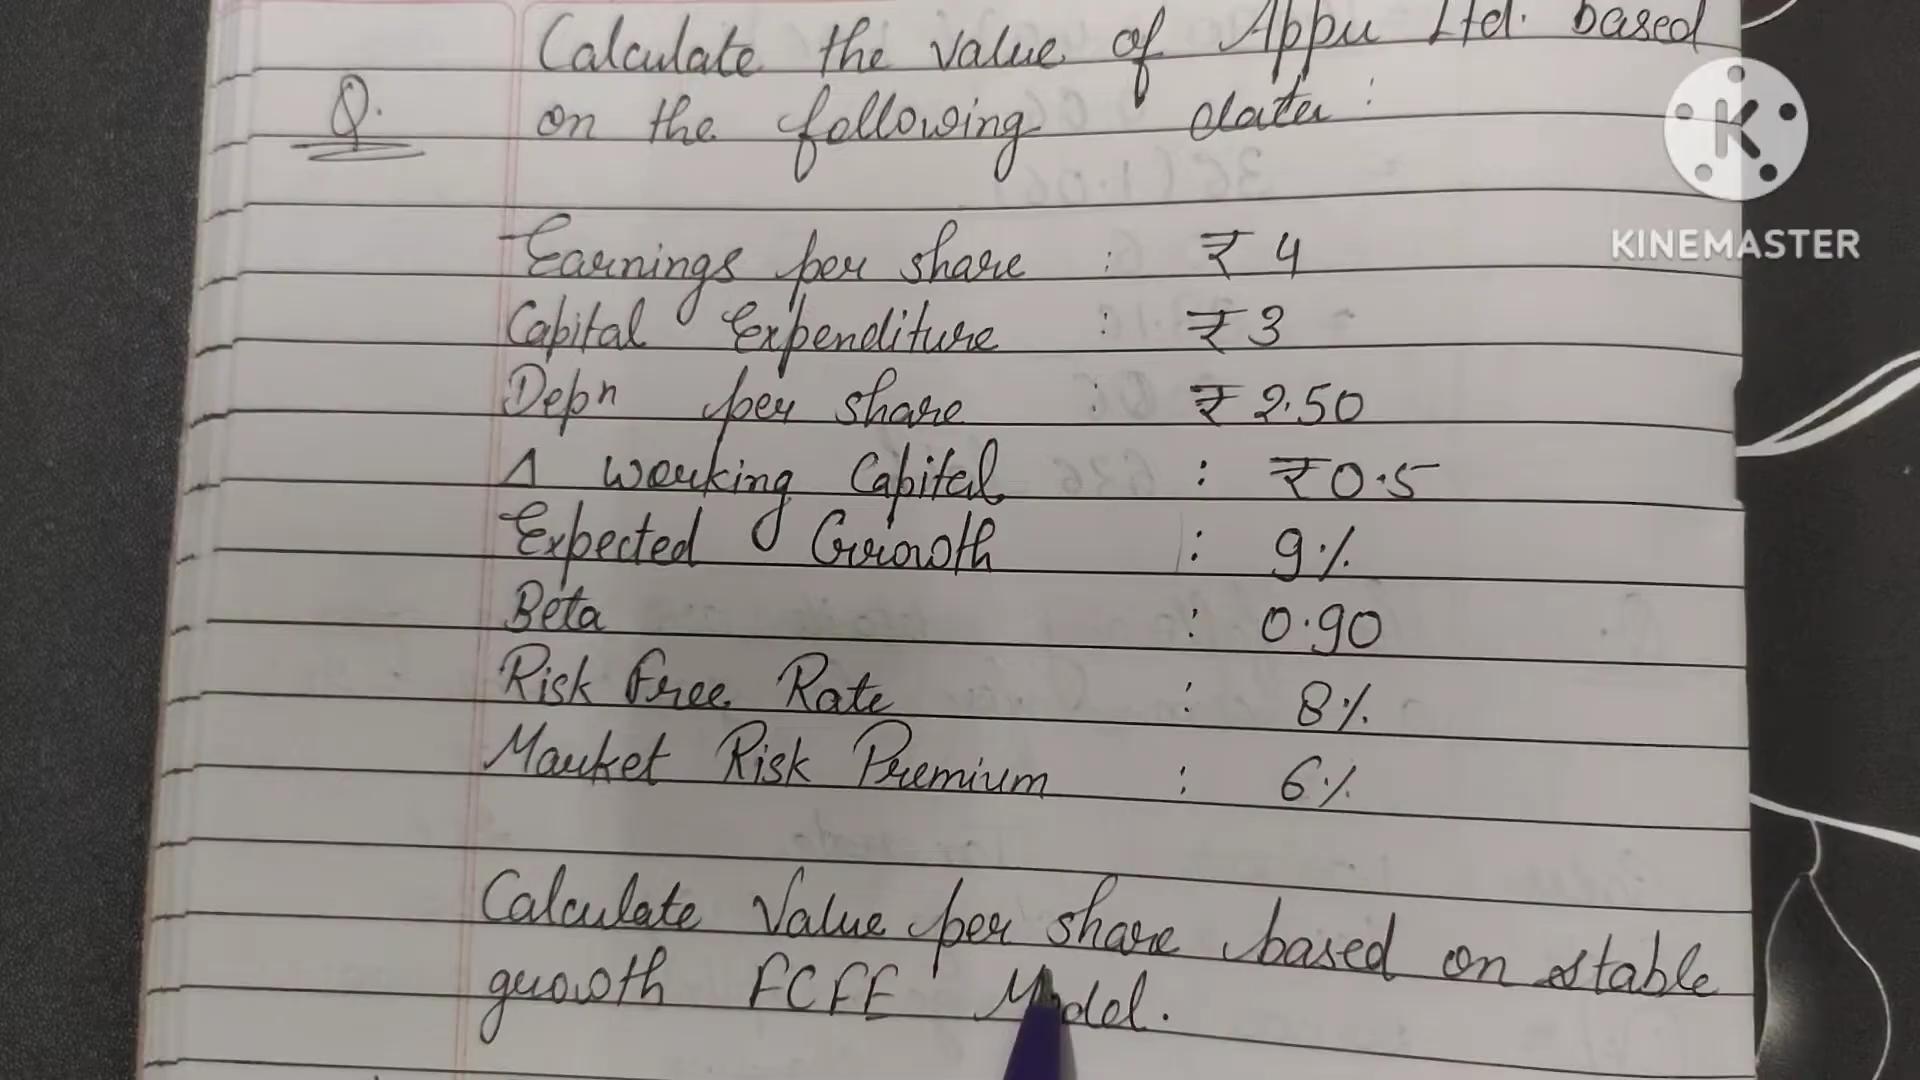 Calculate the value of Appu Ltd. based
Q. on the following data:
Earnings per share : ₹ 4
Capital Expenditure : ₹ 3
Depn per share : ₹ 2.50
Δ working Capital : ₹ 0.5
Expected Growth : 9%
Beta : 0.90
Risk Free Rate : 8%
Market Risk Premium : 6%
Calculate Value per share based on stable
growth FCFE Model.
KINEMASTER